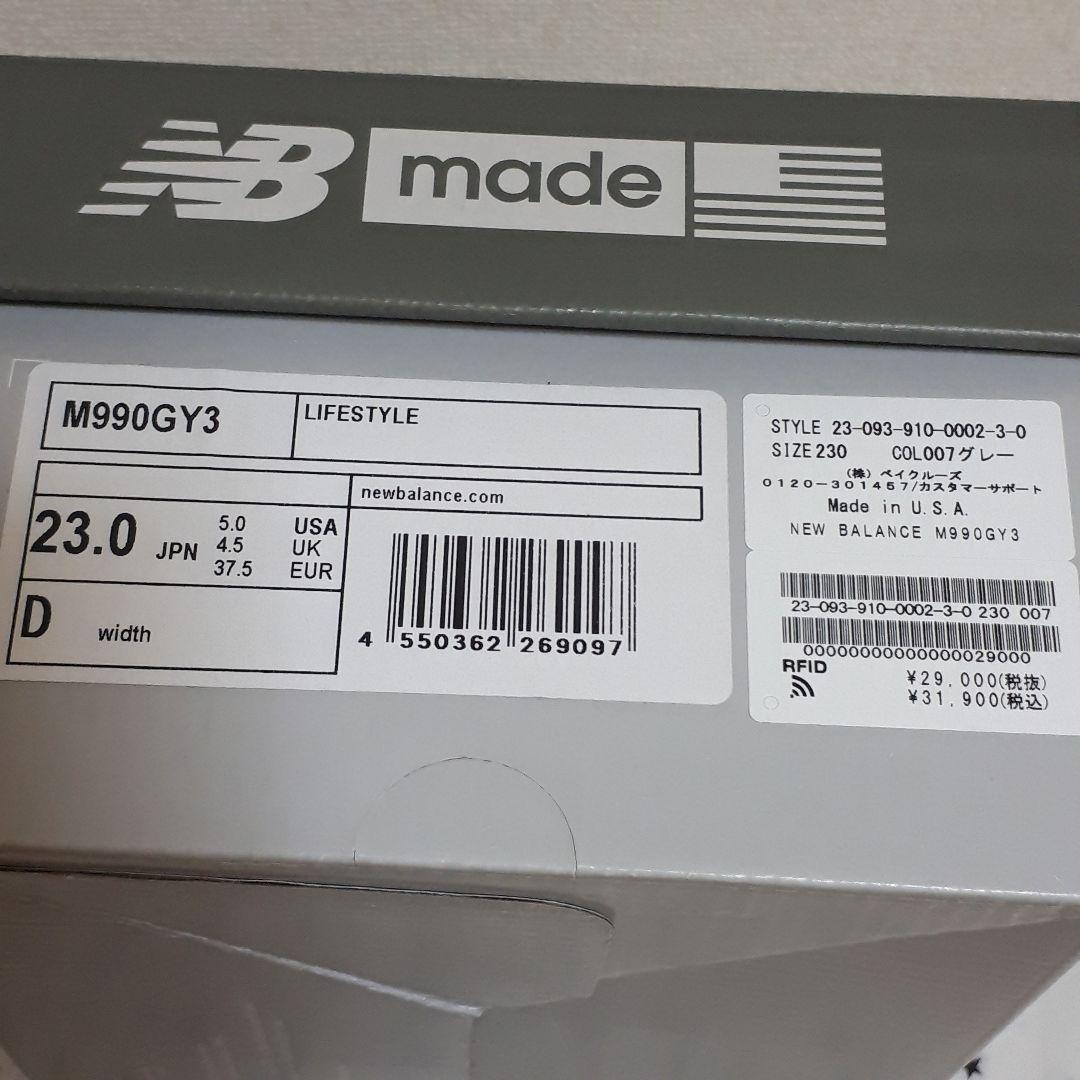 NB made
M990GY3
LIFESTYLE
newbalance.com
23.0 JPN
5.0 USA
4.5 UK
37.5 EUR
D width
4 550362 269097
STYLE 23-093-910-0002-3-0
SIZE230 COL007グレー
(株) ベイクルーズ
0120-301457/カスタマーサポート
Made in U.S.A.
NEW BALANCE M990GY3
23-093-910-0002-3-0 230 007
00000000000000029000
RFID
¥29,000(税抜)
¥31,900(税込)